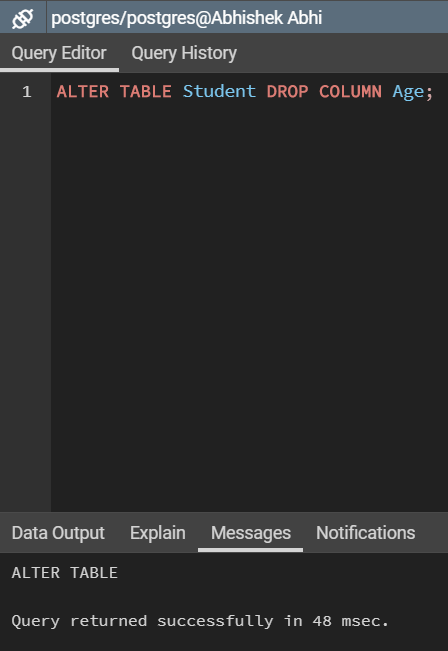 postgres/postgres@Abhishek Abhi
Query Editor Query History
1 ALTER TABLE Student DROP COLUMN Age;
Data Output Explain Messages Notifications
ALTER TABLE
Query returned successfully in 48 msec.